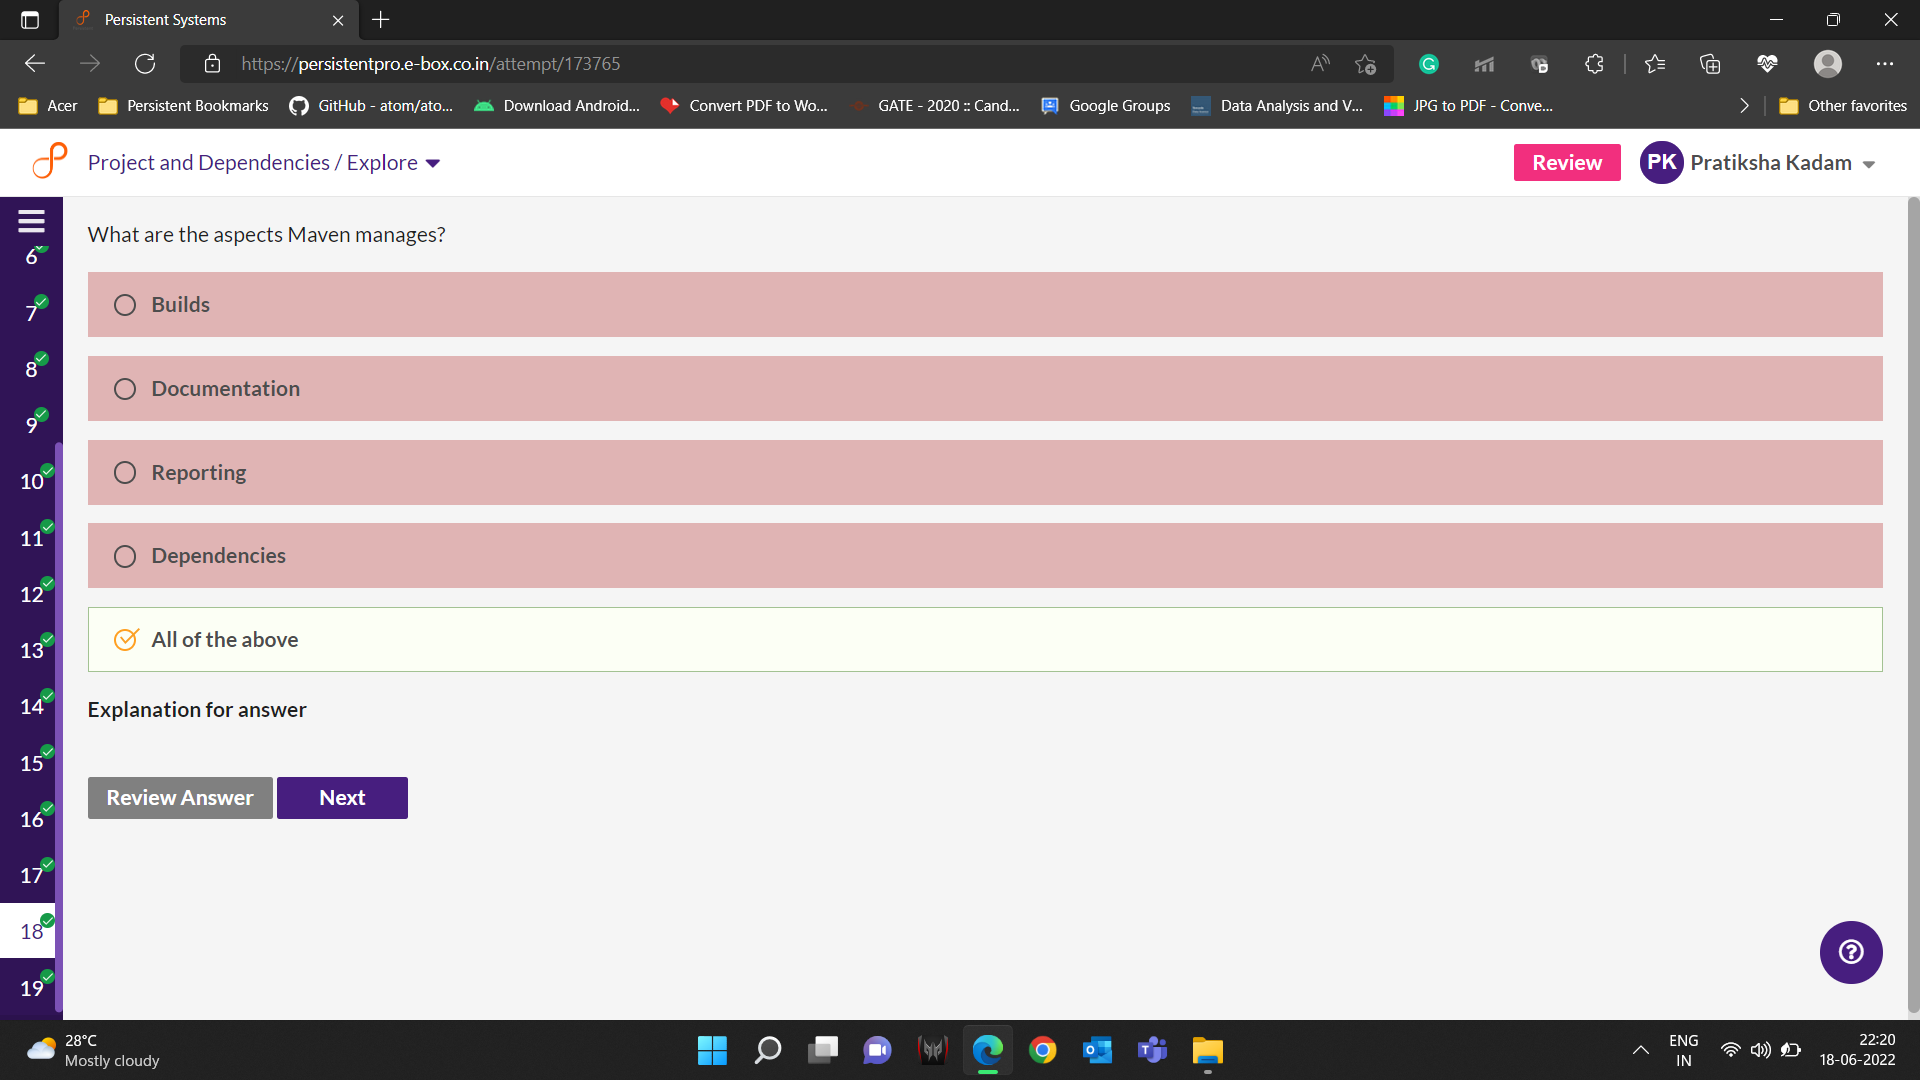 Persistent Systems
https://persistentpro.e-box.co.in/attempt/173765
Acer
Persistent Bookmarks
GitHub - atom/ato...
Download Android...
Convert PDF to Wo...
GATE - 2020 :: Cand...
Google Groups
Data Analysis and V...
JPG to PDF - Conve...
Other favorites
Project and Dependencies / Explore
Review
PK
Pratiksha Kadam
6
7
8
9
10
11
12
13
14
15
16
17
18
19
What are the aspects Maven manages?
Builds
Documentation
Reporting
Dependencies
All of the above
Explanation for answer
Review Answer
Next
28°C
Mostly cloudy
ENG
IN
22:20
18-06-2022